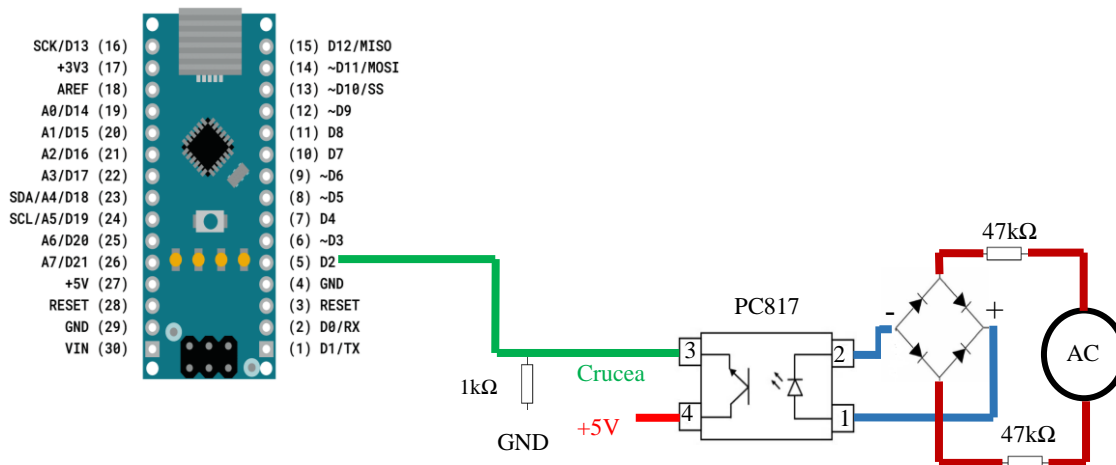 SCK/D13 (16)
+3V3 (17)
AREF (18)
A0/D14 (19)
A1/D15 (20)
A2/D16 (21)
A3/D17 (22)
SDA/A4/D18 (23)
SCL/A5/D19 (24)
A6/D20 (25)
A7/D21 (26)
+5V (27)
RESET (28)
GND (29)
VIN (30)
(15) D12/MISO
(14) ~D11/MOSI
(13) ~D10/SS
(12) ~D9
(11) D8
(10) D7
(9) ~D6
(8) ~D5
(7) D4
(6) ~D3
(5) D2
(4) GND
(3) RESET
(2) D0/RX
(1) D1/TX
1kΩ
GND
Crucea
+5V
PC817
3
4
2
1
-
+
47kΩ
AC
47kΩ